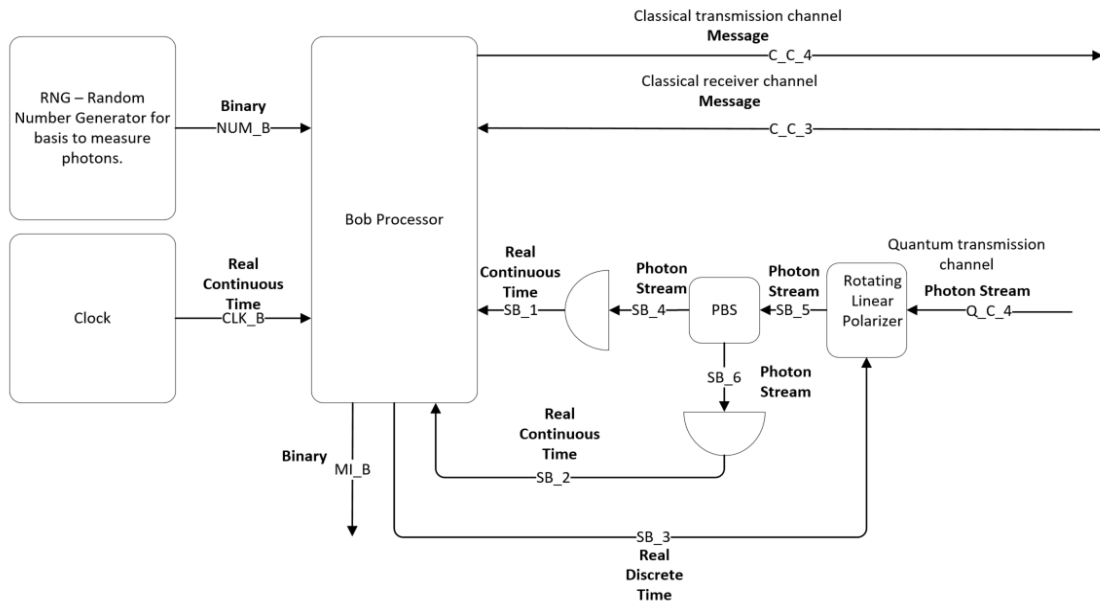 Classical transmission channel
Message
C_C_4
Classical receiver channel
Message
C_C_3
RNG – Random
Number Generator for
basis to measure
photons.
Binary
NUM_B
Bob Processor
Clock
Real
Continuous
Time
CLK_B
Real
Continuous
Time
SB_1
Photon
Stream
SB_4
PBS
Photon
Stream
SB_5
Rotating
Linear
Polarizer
Quantum transmission
channel
Photon Stream
Q_C_4
SB_6
Photon
Stream
Real
Continuous
Time
SB_2
Binary
MI_B
SB_3
Real
Discrete
Time